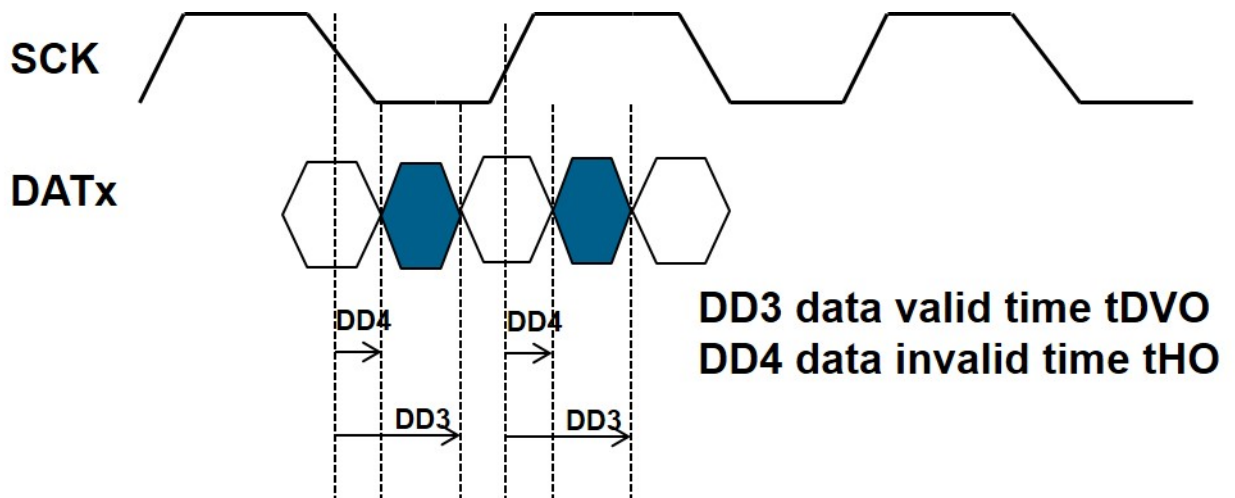 SCK
DATx
DD4
DD4
DD3 data valid time tDVO
DD4 data invalid time tHO
DD3
DD3